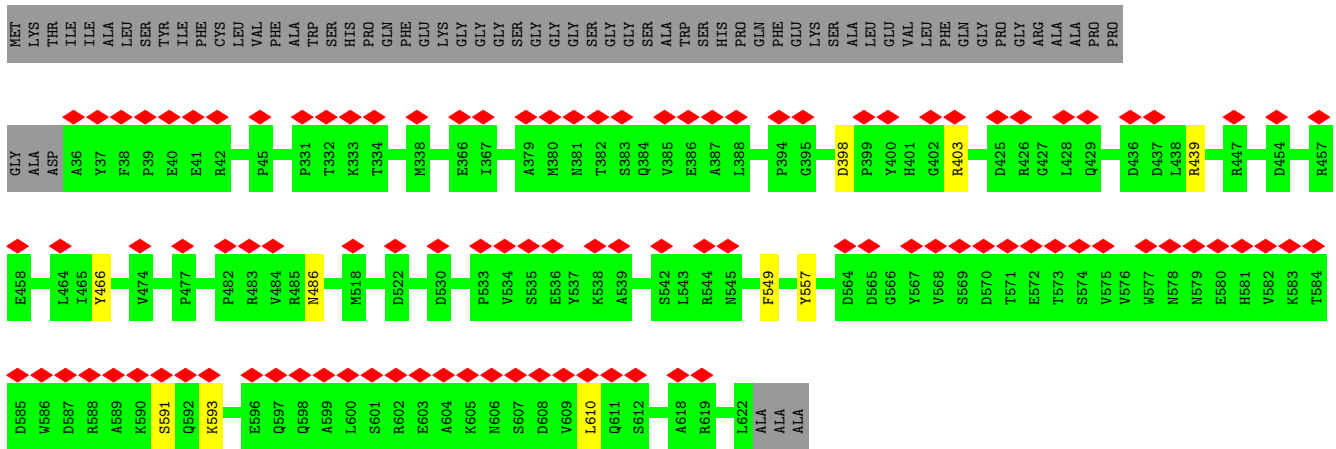 MET LYS THR ILE ILE ALA LEU SER TYR ILE PHE CYS LEU VAL PHE ALA TRP SER HIS PRO GLN PHE GLU LYS GLY GLY GLY SER GLY GLY GLY SER GLY GLY SER ALA TRP SER HIS PRO GLN PHE GLU LYS SER ALA LEU GLU VAL LEU PHE GLN GLY PRO GLY ARG ALA ALA PRO PRO
GLY ALA ASP A36 Y37 F38 P39 E40 E41 R42 P45 P331 T332 K333 T334 M338 E366 I367 A379 M380 N381 T382 S383 Q384 V385 E386 A387 L388 P394 G395 D398 P399 Y400 H401 G402 R403 D425 R426 G427 L428 Q429 D436 D437 L438 R439 R447 D454 R457
E458 L464 I465 Y466 V474 P477 P482 R483 V484 R485 N486 M518 D522 D530 P533 V534 S535 E536 Y537 K538 A539 S542 L543 R544 N545 F549 Y557 D564 D565 G566 Y567 V568 S569 D570 T571 E572 T573 S574 V575 V576 W577 N578 N579 E580 H581 V582 K583 T584
D585 W586 D587 R588 A589 K590 S591 Q592 K593 E596 Q597 Q598 A599 L600 S601 R602 E603 A604 K605 N606 S607 D608 V609 L610 Q611 S612 A618 R619 L622 ALA ALA ALA